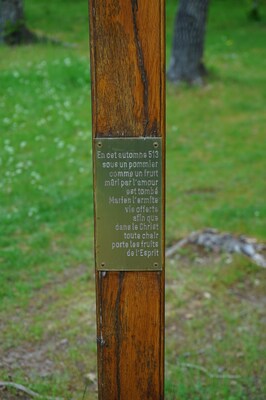 En cet automne 513
sous un pommier
comme un fruit
mûri par l'amour
est tombé
Marien l'ermite
vie offerte
afin que
dans le Christ
toute chair
porte les fruits
de l'Esprit